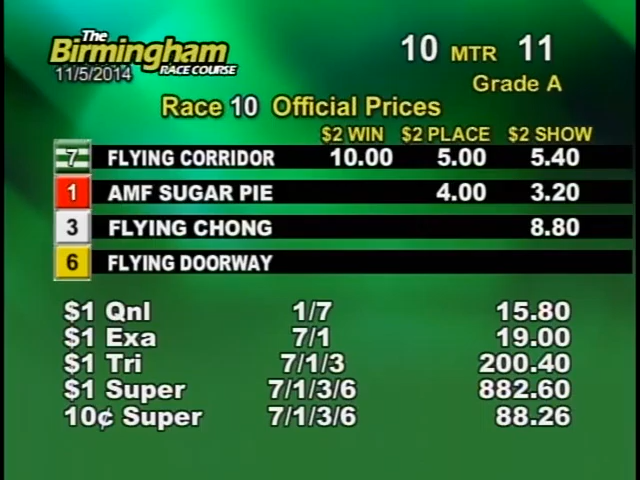 The
Birmingham
RACE COURSE
11/5/2014
10 MTR 11
Grade A
Race 10 Official Prices
$2 WIN $2 PLACE $2 SHOW
7 FLYING CORRIDOR 10.00 5.00 5.40
1 AMF SUGAR PIE 4.00 3.20
3 FLYING CHONG 8.80
6 FLYING DOORWAY
$1 Qnl 1/7 15.80
$1 Exa 7/1 19.00
$1 Tri 7/1/3 200.40
$1 Super 7/1/3/6 882.60
10¢ Super 7/1/3/6 88.26